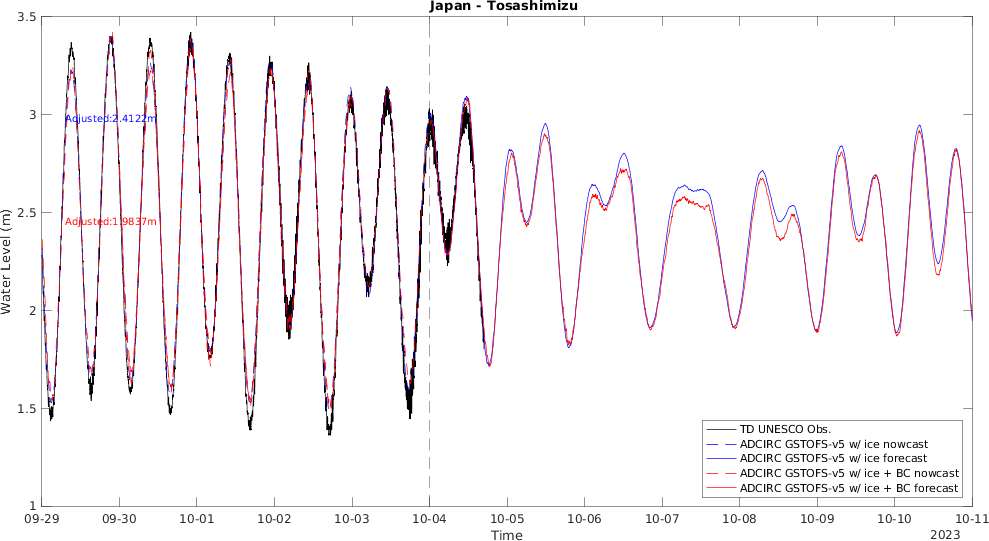 Japan - Tosashimizu
3.5
3
2.5
2
1.5
1
Water Level (m)
Adjusted:2.4122m
Adjusted:1.9837m
TD UNESCO Obs.
ADCIRC GSTOFS-v5 w/ ice nowcast
ADCIRC GSTOFS-v5 w/ ice forecast
ADCIRC GSTOFS-v5 w/ ice + BC nowcast
ADCIRC GSTOFS-v5 w/ ice + BC forecast
09-29 09-30 10-01 10-02 10-03 10-04 10-05 10-06 10-07 10-08 10-09 10-10 10-11
Time
2023